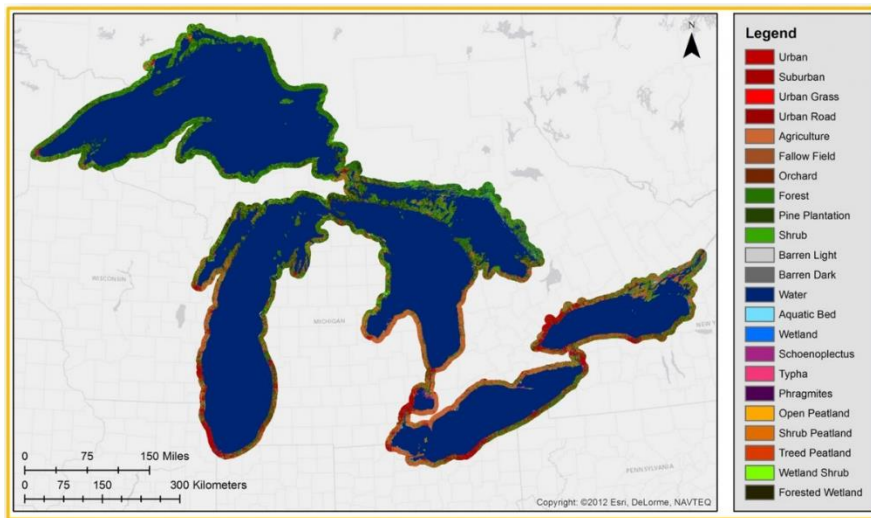 N
WISCONSIN
MICHIGAN
PENNSYLVANIA
0 75 150 Miles
0 75 150 300 Kilometers
Copyright: ©2012 Esri, DeLorme, NAVTEQ
Legend
Urban
Suburban
Urban Grass
Urban Road
Agriculture
Fallow Field
Orchard
Forest
Pine Plantation
Shrub
Barren Light
Barren Dark
Water
Aquatic Bed
Wetland
Schoenoplectus
Typha
Phragmites
Open Peatland
Shrub Peatland
Treed Peatland
Wetland Shrub
Forested Wetland